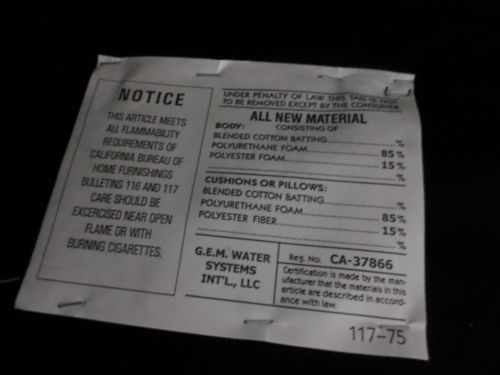 NOTICE
THIS ARTICLE MEETS
ALL FLAMMABILITY
REQUIREMENTS OF
CALIFORNIA BUREAU OF
HOME FURNISHINGS
BULLETINS 116 AND 117
CARE SHOULD BE
EXCERCISED NEAR OPEN
FLAME OR WITH
BURNING CIGARETTES.
UNDER PENALTY OF LAW THIS TAG IS NOT
TO BE REMOVED EXCEPT BY THE CONSUMER
ALL NEW MATERIAL
CONSISTING OF
BODY:
BLENDED COTTON BATTING..........%
POLYURETHANE FOAM..........85%
POLYESTER FOAM..........15%
..........%
CUSHIONS OR PILLOWS:
BLENDED COTTON BATTING..........%
POLYURETHANE FOAM..........85%
POLYESTER FIBER..........15%
..........%
G.E.M. WATER
SYSTEMS
INT'L., LLC
Reg. No. CA-37866
Certification is made by the man-
ufacturer that the materials in this
article are described in accord-
ance with law.
117-75